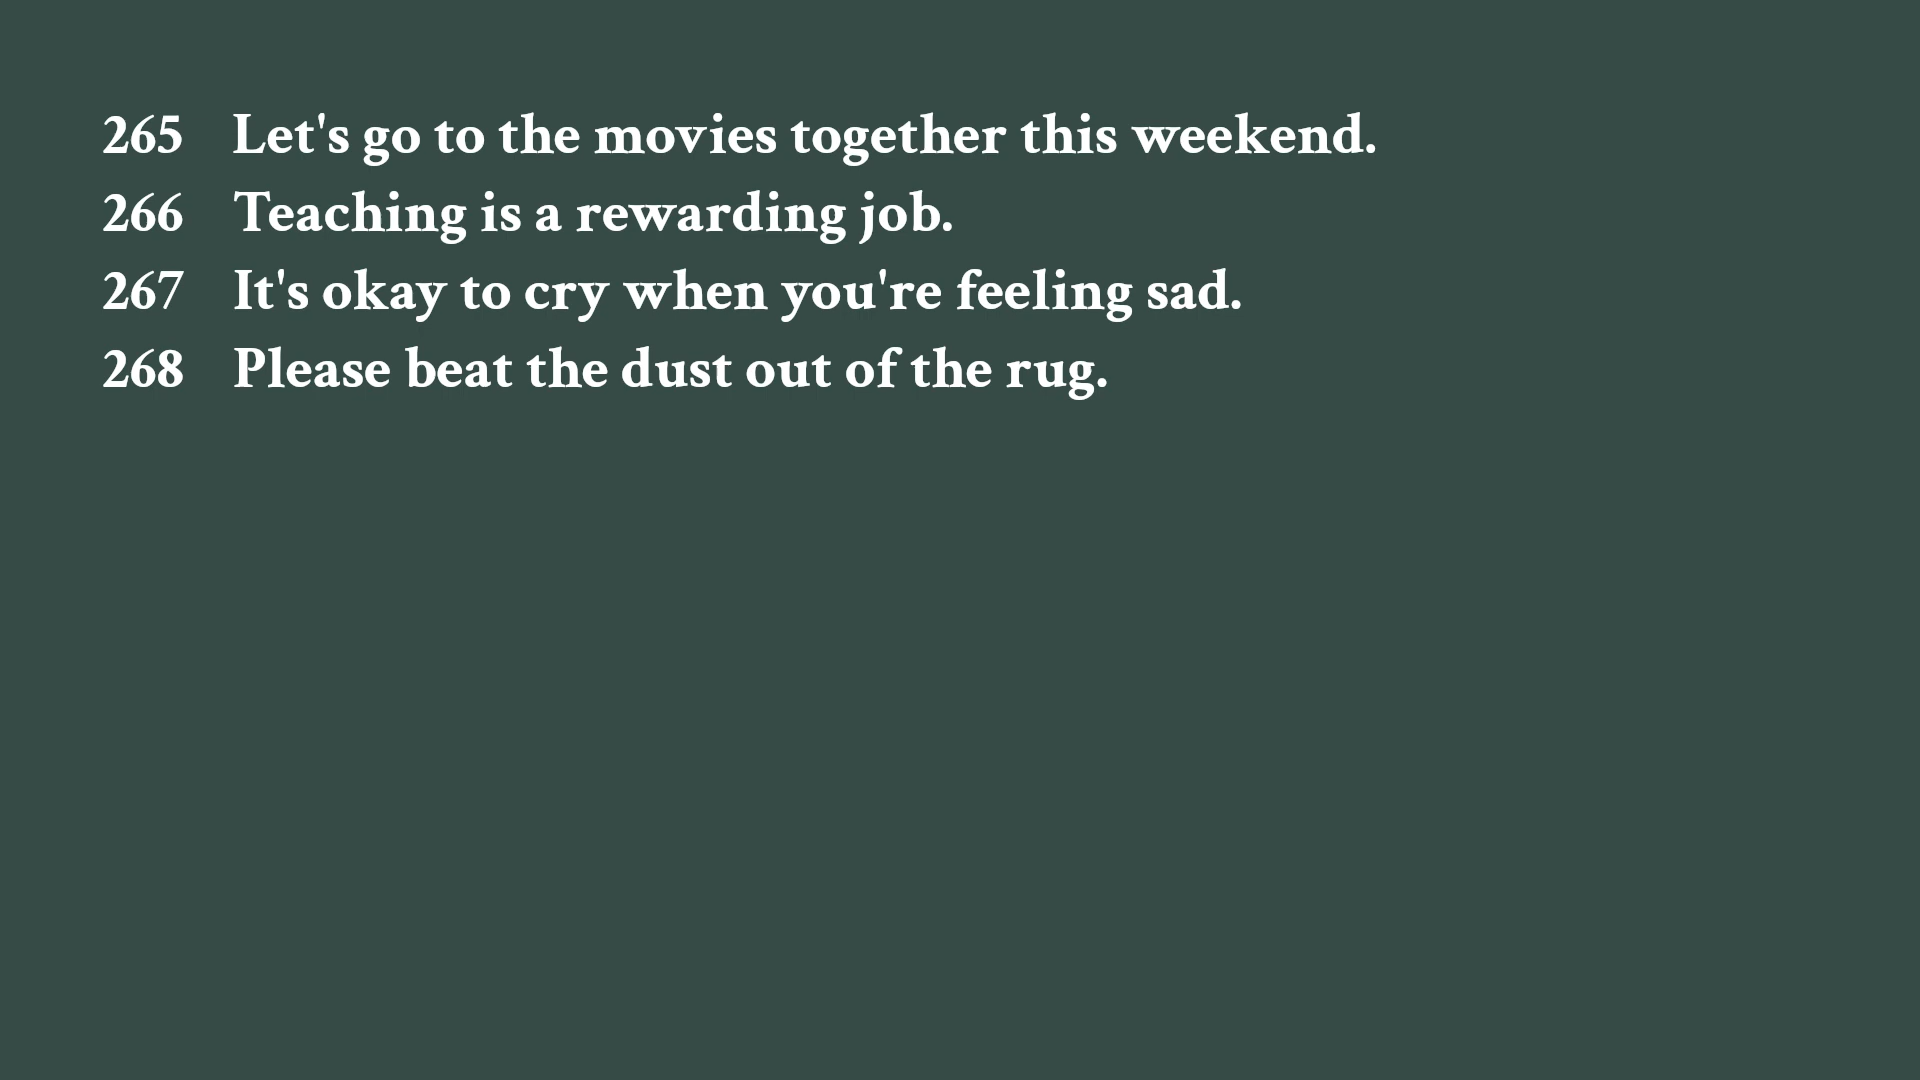 265 Let's go to the movies together this weekend.
266 Teaching is a rewarding job.
267 It's okay to cry when you're feeling sad.
268 Please beat the dust out of the rug.